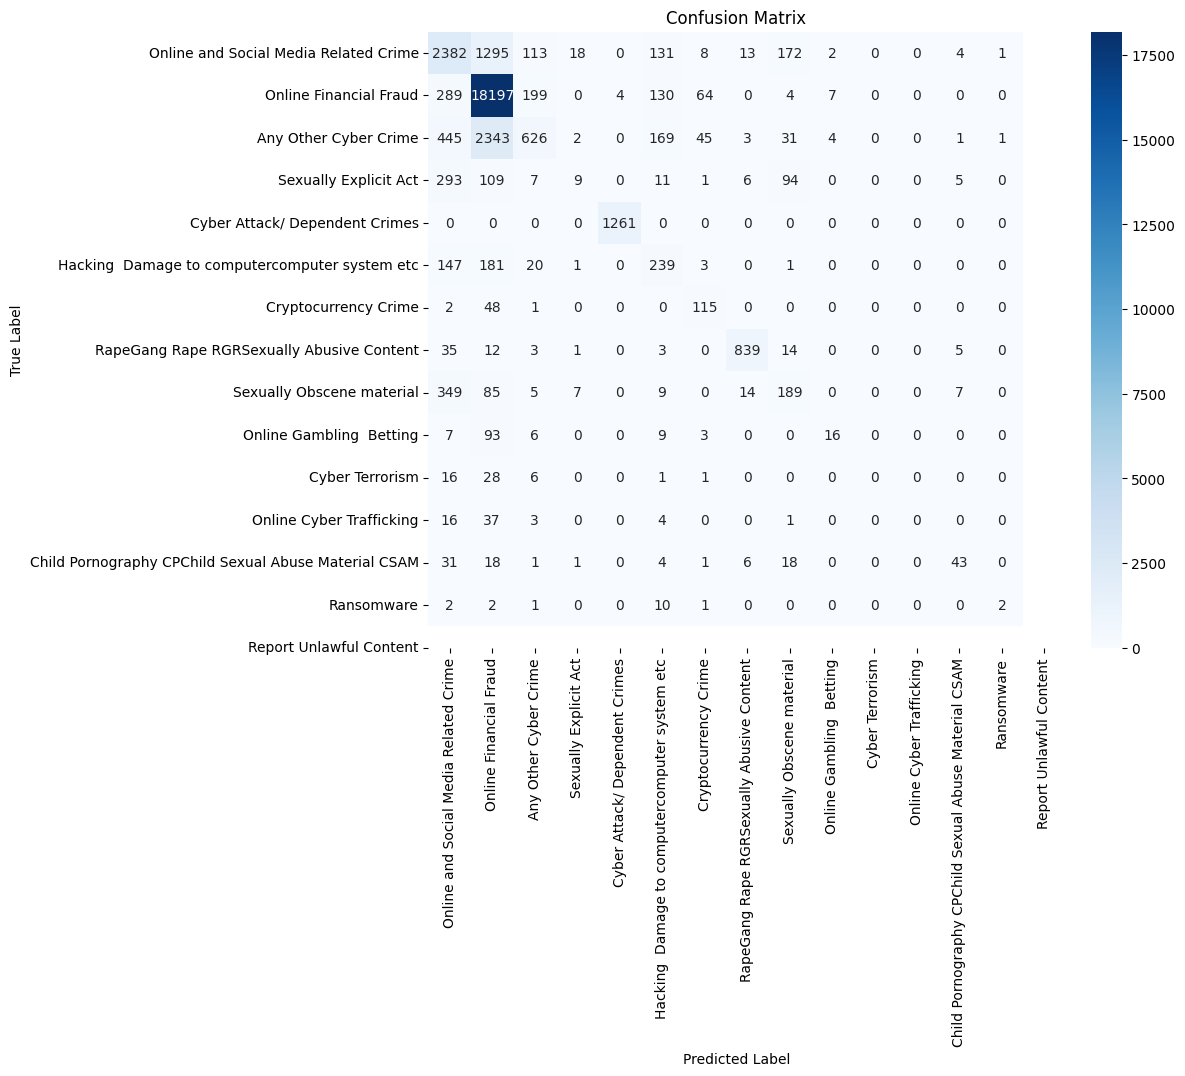 Confusion Matrix
Online and Social Media Related Crime 2382 1295 113 18 0 131 8 13 172 2 0 0 4 1
Online Financial Fraud 289 18197 199 0 4 130 64 0 4 7 0 0 0 0
Any Other Cyber Crime 445 2343 626 2 0 169 45 3 31 4 0 0 1 1
Sexually Explicit Act 293 109 7 9 0 11 1 6 94 0 0 0 5 0
Cyber Attack/ Dependent Crimes 0 0 0 0 1261 0 0 0 0 0 0 0 0 0
Hacking  Damage to computercomputer system etc 147 181 20 1 0 239 3 0 1 0 0 0 0 0
Cryptocurrency Crime 2 48 1 0 0 0 115 0 0 0 0 0 0 0
RapeGang Rape RGRSexually Abusive Content 35 12 3 1 0 3 0 839 14 0 0 0 5 0
Sexually Obscene material 349 85 5 7 0 9 0 14 189 0 0 0 7 0
Online Gambling  Betting 7 93 6 0 0 9 3 0 0 16 0 0 0 0
Cyber Terrorism 16 28 6 0 0 1 1 0 0 0 0 0 0 0
Online Cyber Trafficking 16 37 3 0 0 4 0 0 1 0 0 0 0 0
Child Pornography CPChild Sexual Abuse Material CSAM 31 18 1 1 0 4 1 6 18 0 0 0 43 0
Ransomware 2 2 1 0 0 10 1 0 0 0 0 0 0 2
Report Unlawful Content
True Label
Online and Social Media Related Crime
Online Financial Fraud
Any Other Cyber Crime
Sexually Explicit Act
Cyber Attack/ Dependent Crimes
Hacking  Damage to computercomputer system etc
Cryptocurrency Crime
RapeGang Rape RGRSexually Abusive Content
Sexually Obscene material
Online Gambling  Betting
Cyber Terrorism
Online Cyber Trafficking
Child Pornography CPChild Sexual Abuse Material CSAM
Ransomware
Report Unlawful Content
Predicted Label
17500
15000
12500
10000
7500
5000
2500
0